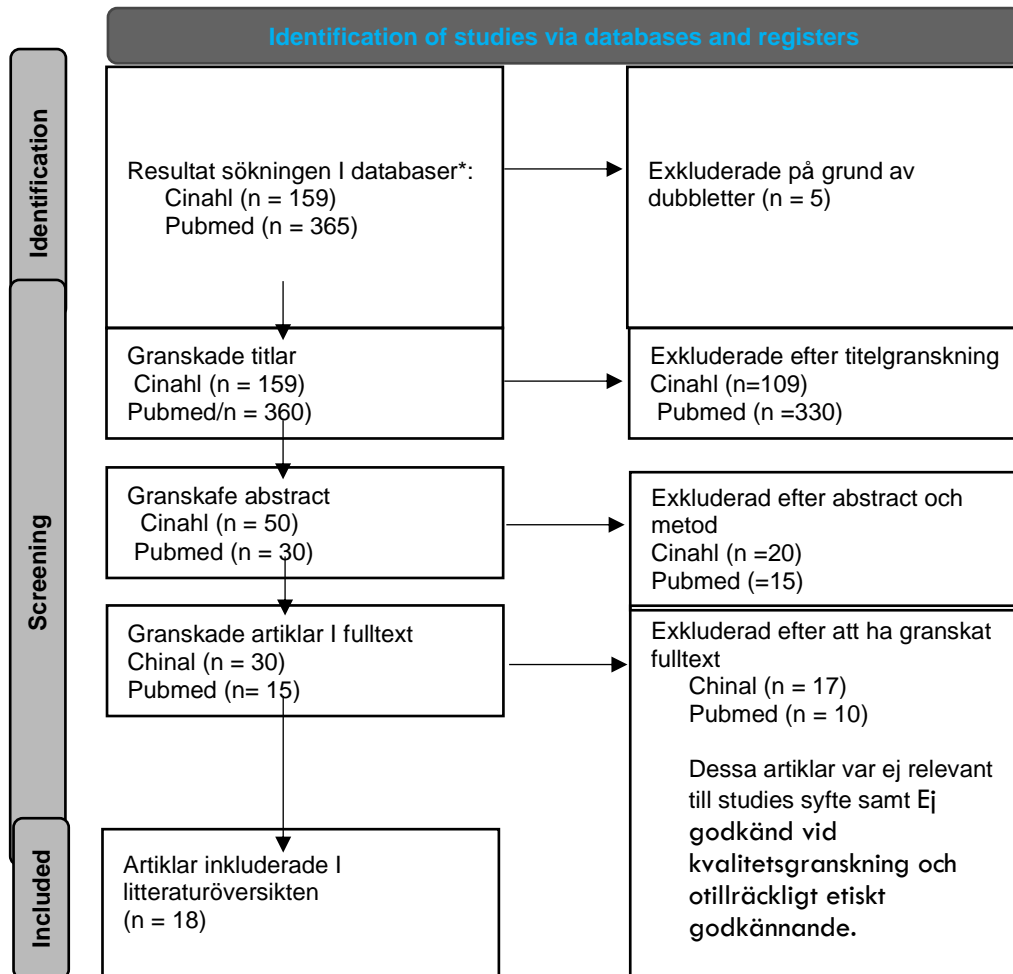 Identification of studies via databases and registers
Identification
Resultat sökningen I databaser*:
Cinahl (n = 159)
Pubmed (n = 365)
Exkluderade på grund av
dubbletter (n = 5)
Screening
Granskade titlar
Cinahl (n = 159)
Pubmed/n = 360)
Exkluderade efter titelgranskning
Cinahl (n=109)
Pubmed (n =330)
Granskafe abstract
Cinahl (n = 50)
Pubmed (n = 30)
Exkluderad efter abstract och
metod
Cinahl (n =20)
Pubmed (=15)
Granskade artiklar I fulltext
Chinal (n = 30)
Pubmed (n= 15)
Exkluderad efter att ha granskat
fulltext
Chinal (n = 17)
Pubmed (n = 10)
Dessa artiklar var ej relevant
till studies syfte samt Ej
godkänd vid
kvalitetsgranskning och
otillräckligt etiskt
godkännande.
Included
Artiklar inkluderade I
litteraturöversikten
(n = 18)